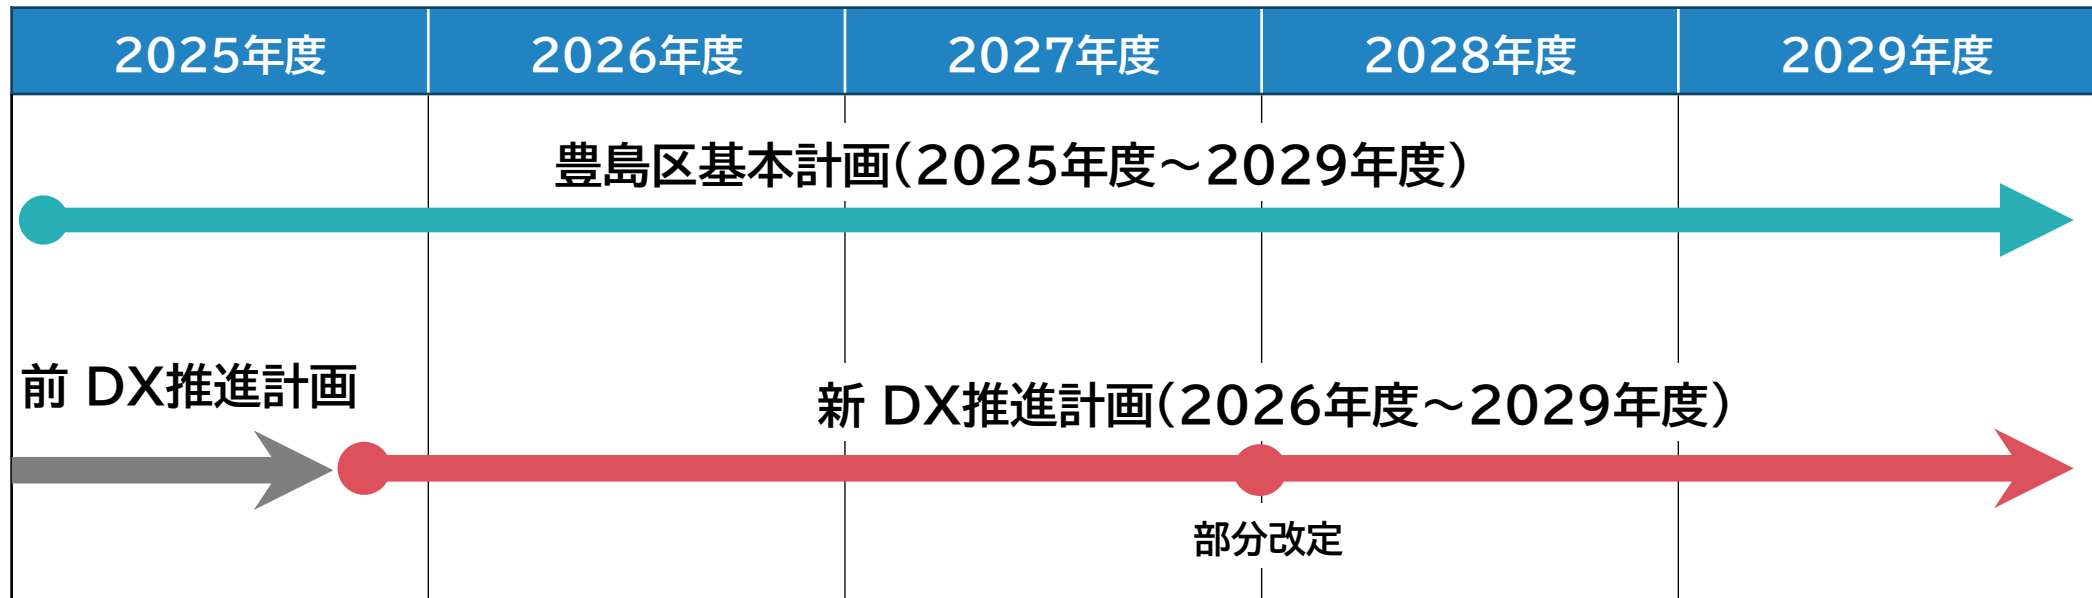 2025年度 2026年度 2027年度 2028年度 2029年度
豊島区基本計画(2025年度～2029年度)
前 DX推進計画
新 DX推進計画(2026年度～2029年度)
部分改定